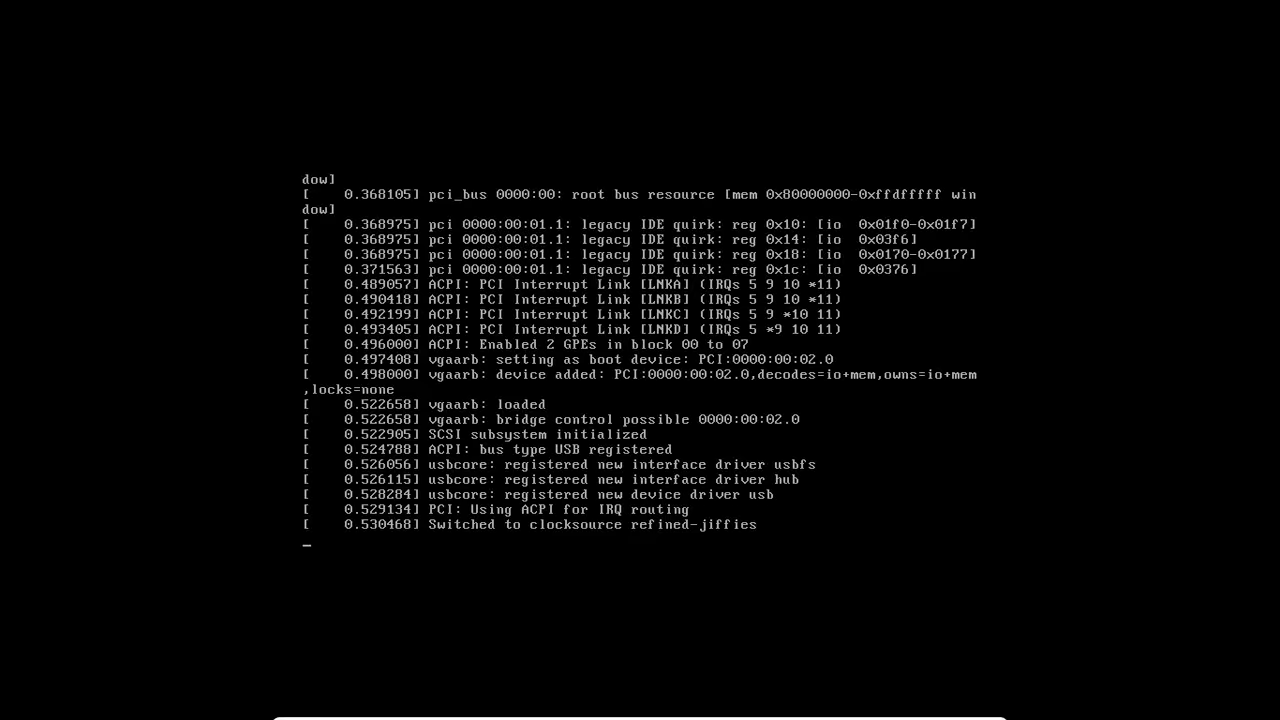 dow]
[    0.368105] pci_bus 0000:00: root bus resource [mem 0x80000000-0xffdfffff win
dow]
[    0.368975] pci 0000:00:01.1: legacy IDE quirk: reg 0x10: [io  0x01f0-0x01f7]
[    0.368975] pci 0000:00:01.1: legacy IDE quirk: reg 0x14: [io  0x03f6]
[    0.368975] pci 0000:00:01.1: legacy IDE quirk: reg 0x18: [io  0x0170-0x0177]
[    0.371563] pci 0000:00:01.1: legacy IDE quirk: reg 0x1c: [io  0x0376]
[    0.489057] ACPI: PCI Interrupt Link [LNKA] (IRQs 5 9 10 *11)
[    0.490418] ACPI: PCI Interrupt Link [LNKB] (IRQs 5 9 10 *11)
[    0.492199] ACPI: PCI Interrupt Link [LNKC] (IRQs 5 9 *10 11)
[    0.493405] ACPI: PCI Interrupt Link [LNKD] (IRQs 5 *9 10 11)
[    0.496000] ACPI: Enabled 2 GPEs in block 00 to 07
[    0.497408] vgaarb: setting as boot device: PCI:0000:00:02.0
[    0.498000] vgaarb: device added: PCI:0000:00:02.0,decodes=io+mem,owns=io+mem
,locks=none
[    0.522658] vgaarb: loaded
[    0.522658] vgaarb: bridge control possible 0000:00:02.0
[    0.522905] SCSI subsystem initialized
[    0.524788] ACPI: bus type USB registered
[    0.526056] usbcore: registered new interface driver usbfs
[    0.526115] usbcore: registered new interface driver hub
[    0.528284] usbcore: registered new device driver usb
[    0.529134] PCI: Using ACPI for IRQ routing
[    0.530468] Switched to clocksource refined-jiffies
_